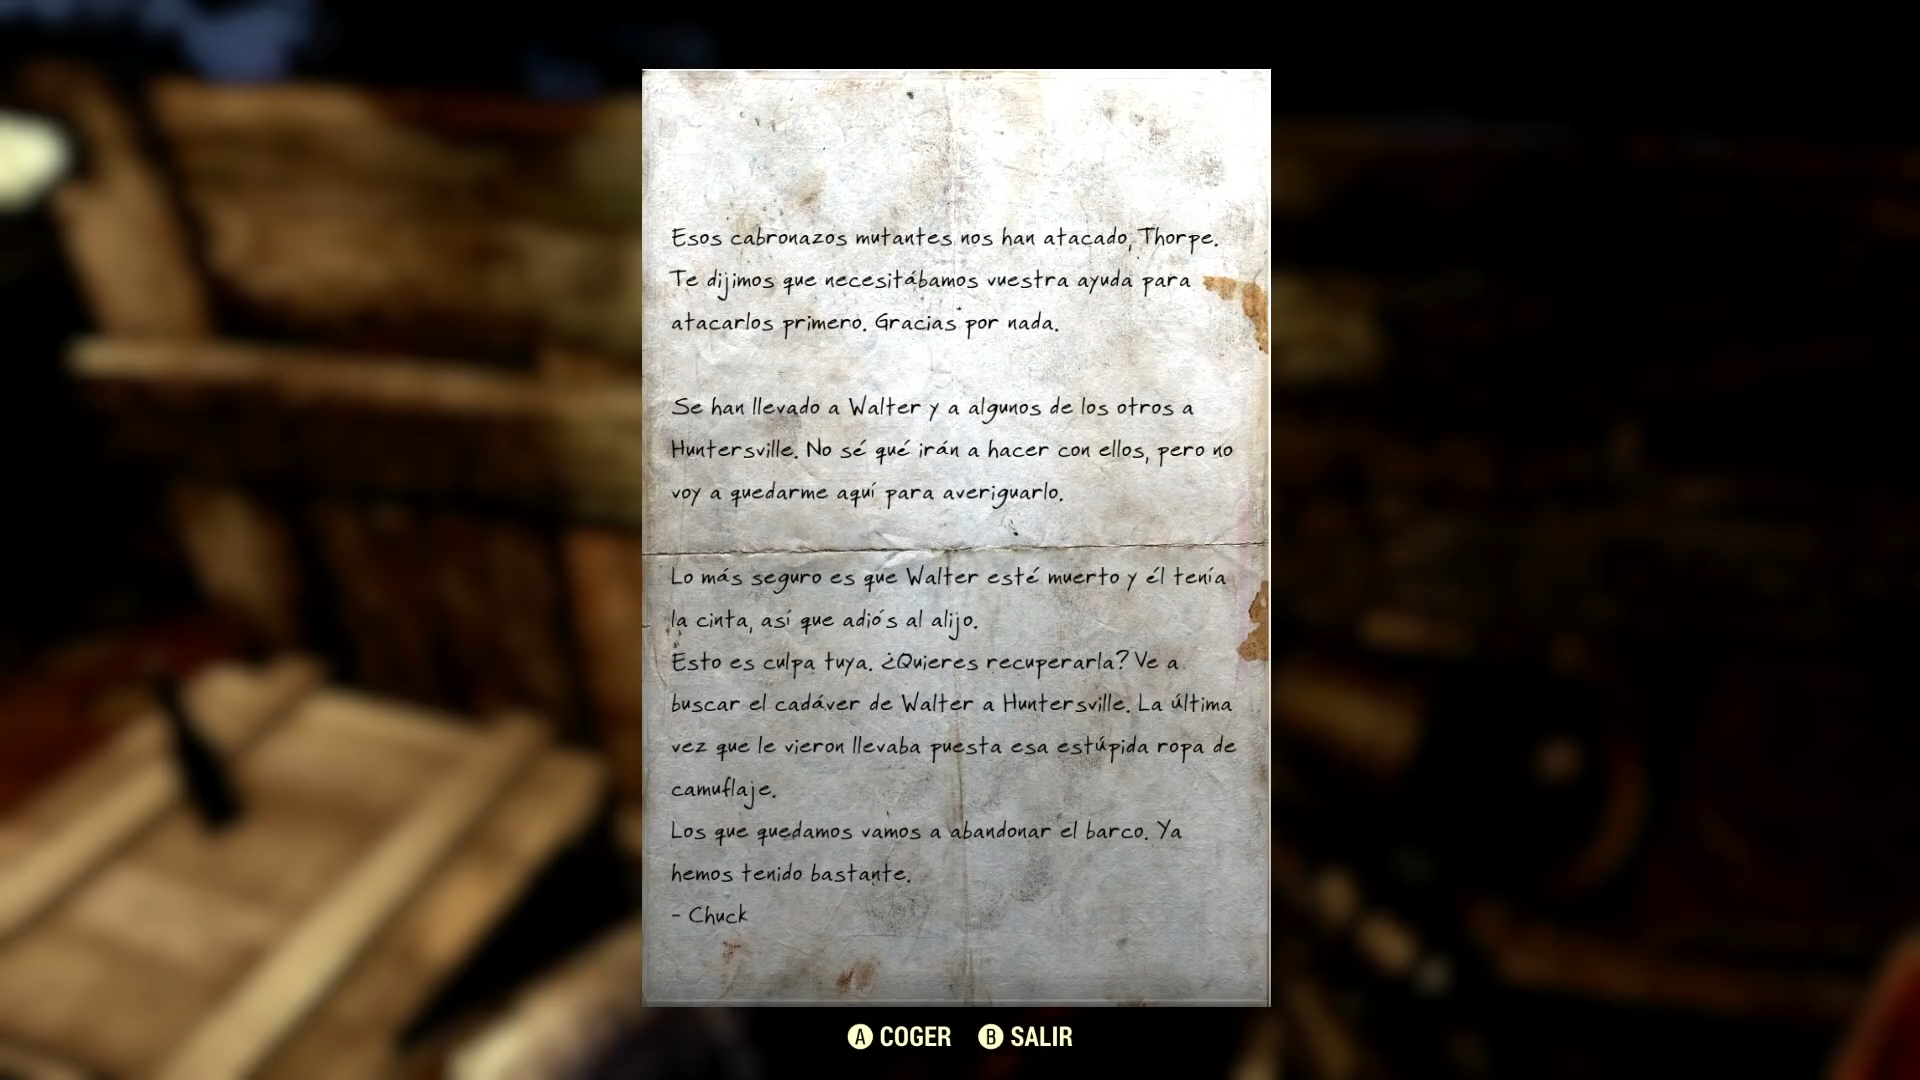 Esos cabronazos mutantes nos han atacado, Thorpe.
Te dijimos que necesitábamos vuestra ayuda para
atacarlos primero. Gracias por nada.
Se han llevado a Walter y a algunos de los otros a
Huntersville. No sé qué irán a hacer con ellos, pero no
voy a quedarme aquí para averiguarlo.
Lo más seguro es que Walter esté muerto y él tenía
la cinta, así que adiós al alijo.
Esto es culpa tuya. ¿Quieres recuperarla? Ve a
buscar el cadáver de Walter a Huntersville. La última
vez que le vieron llevaba puesta esa estúpida ropa de
camuflaje.
Los que quedamos vamos a abandonar el barco. Ya
hemos tenido bastante.
- Chuck
A COGER B SALIR